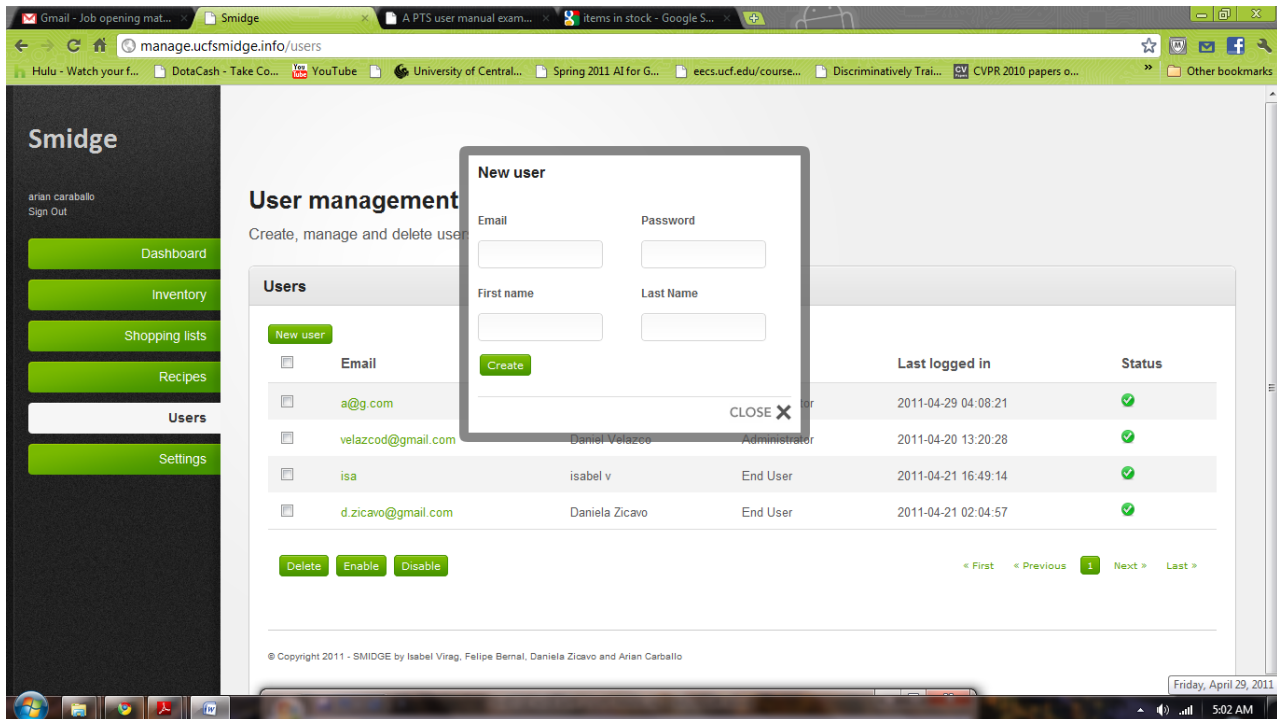 Gmail - Job opening mat...
Smidge
A PTS user manual exam...
items in stock - Google S...
manage.ucfsmidge.info/users
Hulu - Watch your f...
DotaCash - Take Co...
YouTube
University of Central...
Spring 2011 AI for G...
eecs.ucf.edu/course...
Discriminatively Trai...
CVPR 2010 papers o...
»
Other bookmarks
Smidge
arian caraballo
Sign Out
Dashboard
Inventory
Shopping lists
Recipes
Users
Settings
User management
Create, manage and delete user
Users
New user
Email
Last logged in
Status
a@g.com
tor
2011-04-29 04:08:21
velazcod@gmail.com
Daniel Velazco
Administrator
2011-04-20 13:20:28
isa
isabel v
End User
2011-04-21 16:49:14
d.zicavo@gmail.com
Daniela Zicavo
End User
2011-04-21 02:04:57
Delete
Enable
Disable
« First
« Previous
1
Next »
Last »
New user
Email
Password
First name
Last Name
Create
CLOSE
© Copyright 2011 - SMIDGE by Isabel Virag, Felipe Bernal, Daniela Zicavo and Arian Carballo
Friday, April 29, 2011
5:02 AM